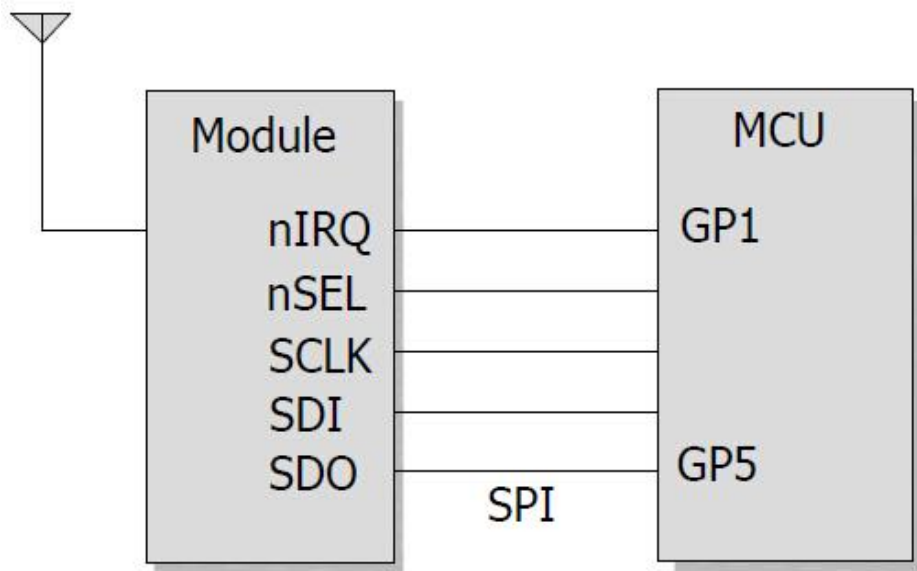 Module
MCU
nIRQ
GP1
nSEL
SCLK
SDI
SDO
GP5
SPI